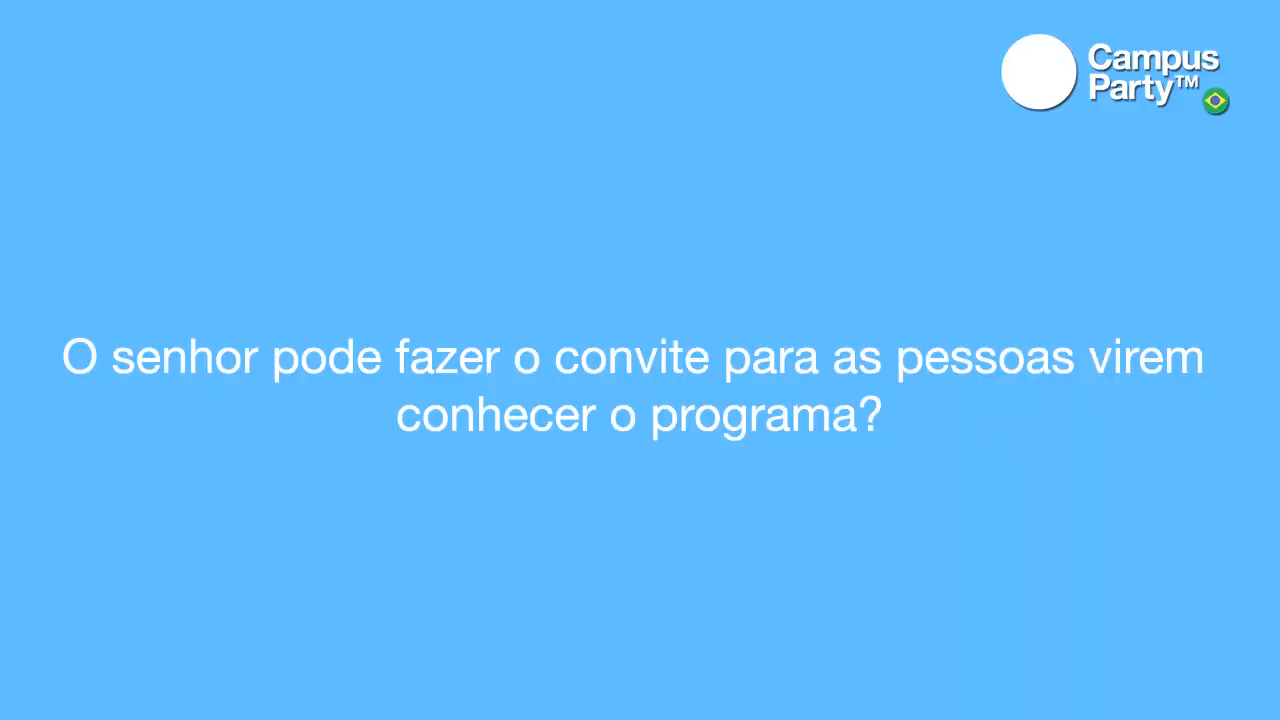 Campus
Party™
O senhor pode fazer o convite para as pessoas virem
conhecer o programa?